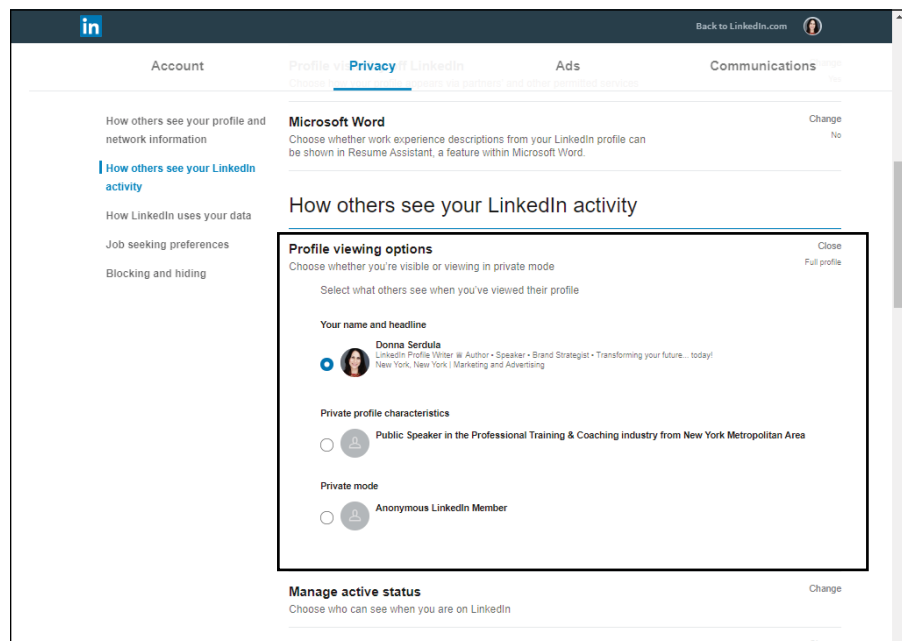 in
Back to LinkedIn.com
Account
Privacy
Ads
Communications
Profile
LinkedIn
How others see your profile and
network information
How others see your LinkedIn
activity
How LinkedIn uses your data
Job seeking preferences
Blocking and hiding
Microsoft Word
Change
Choose whether work experience descriptions from your LinkedIn profile can
No
be shown in Resume Assistant, a feature within Microsoft Word.
How others see your LinkedIn activity
Profile viewing options
Close
Choose whether you're visible or viewing in private mode
Full profile
Select what others see when you've viewed their profile
Your name and headline
Donna Serdula
LinkedIn Profile Writer Author • Speaker • Brand Strategist • Transforming your future... today!
New York, New York | Marketing and Advertising
Private profile characteristics
Public Speaker in the Professional Training & Coaching industry from New York Metropolitan Area
Private mode
Anonymous LinkedIn Member
Manage active status
Change
Choose who can see when you are on LinkedIn